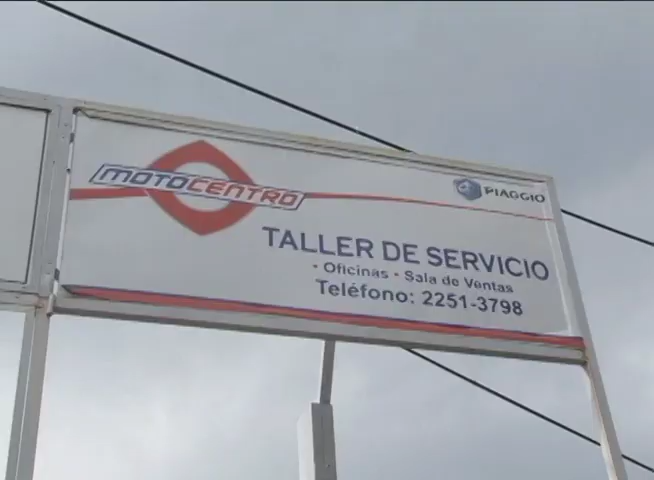 MOTOCENTRO
PIAGGIO
TALLER DE SERVICIO
• Oficinas • Sala de Ventas
Teléfono: 2251-3798